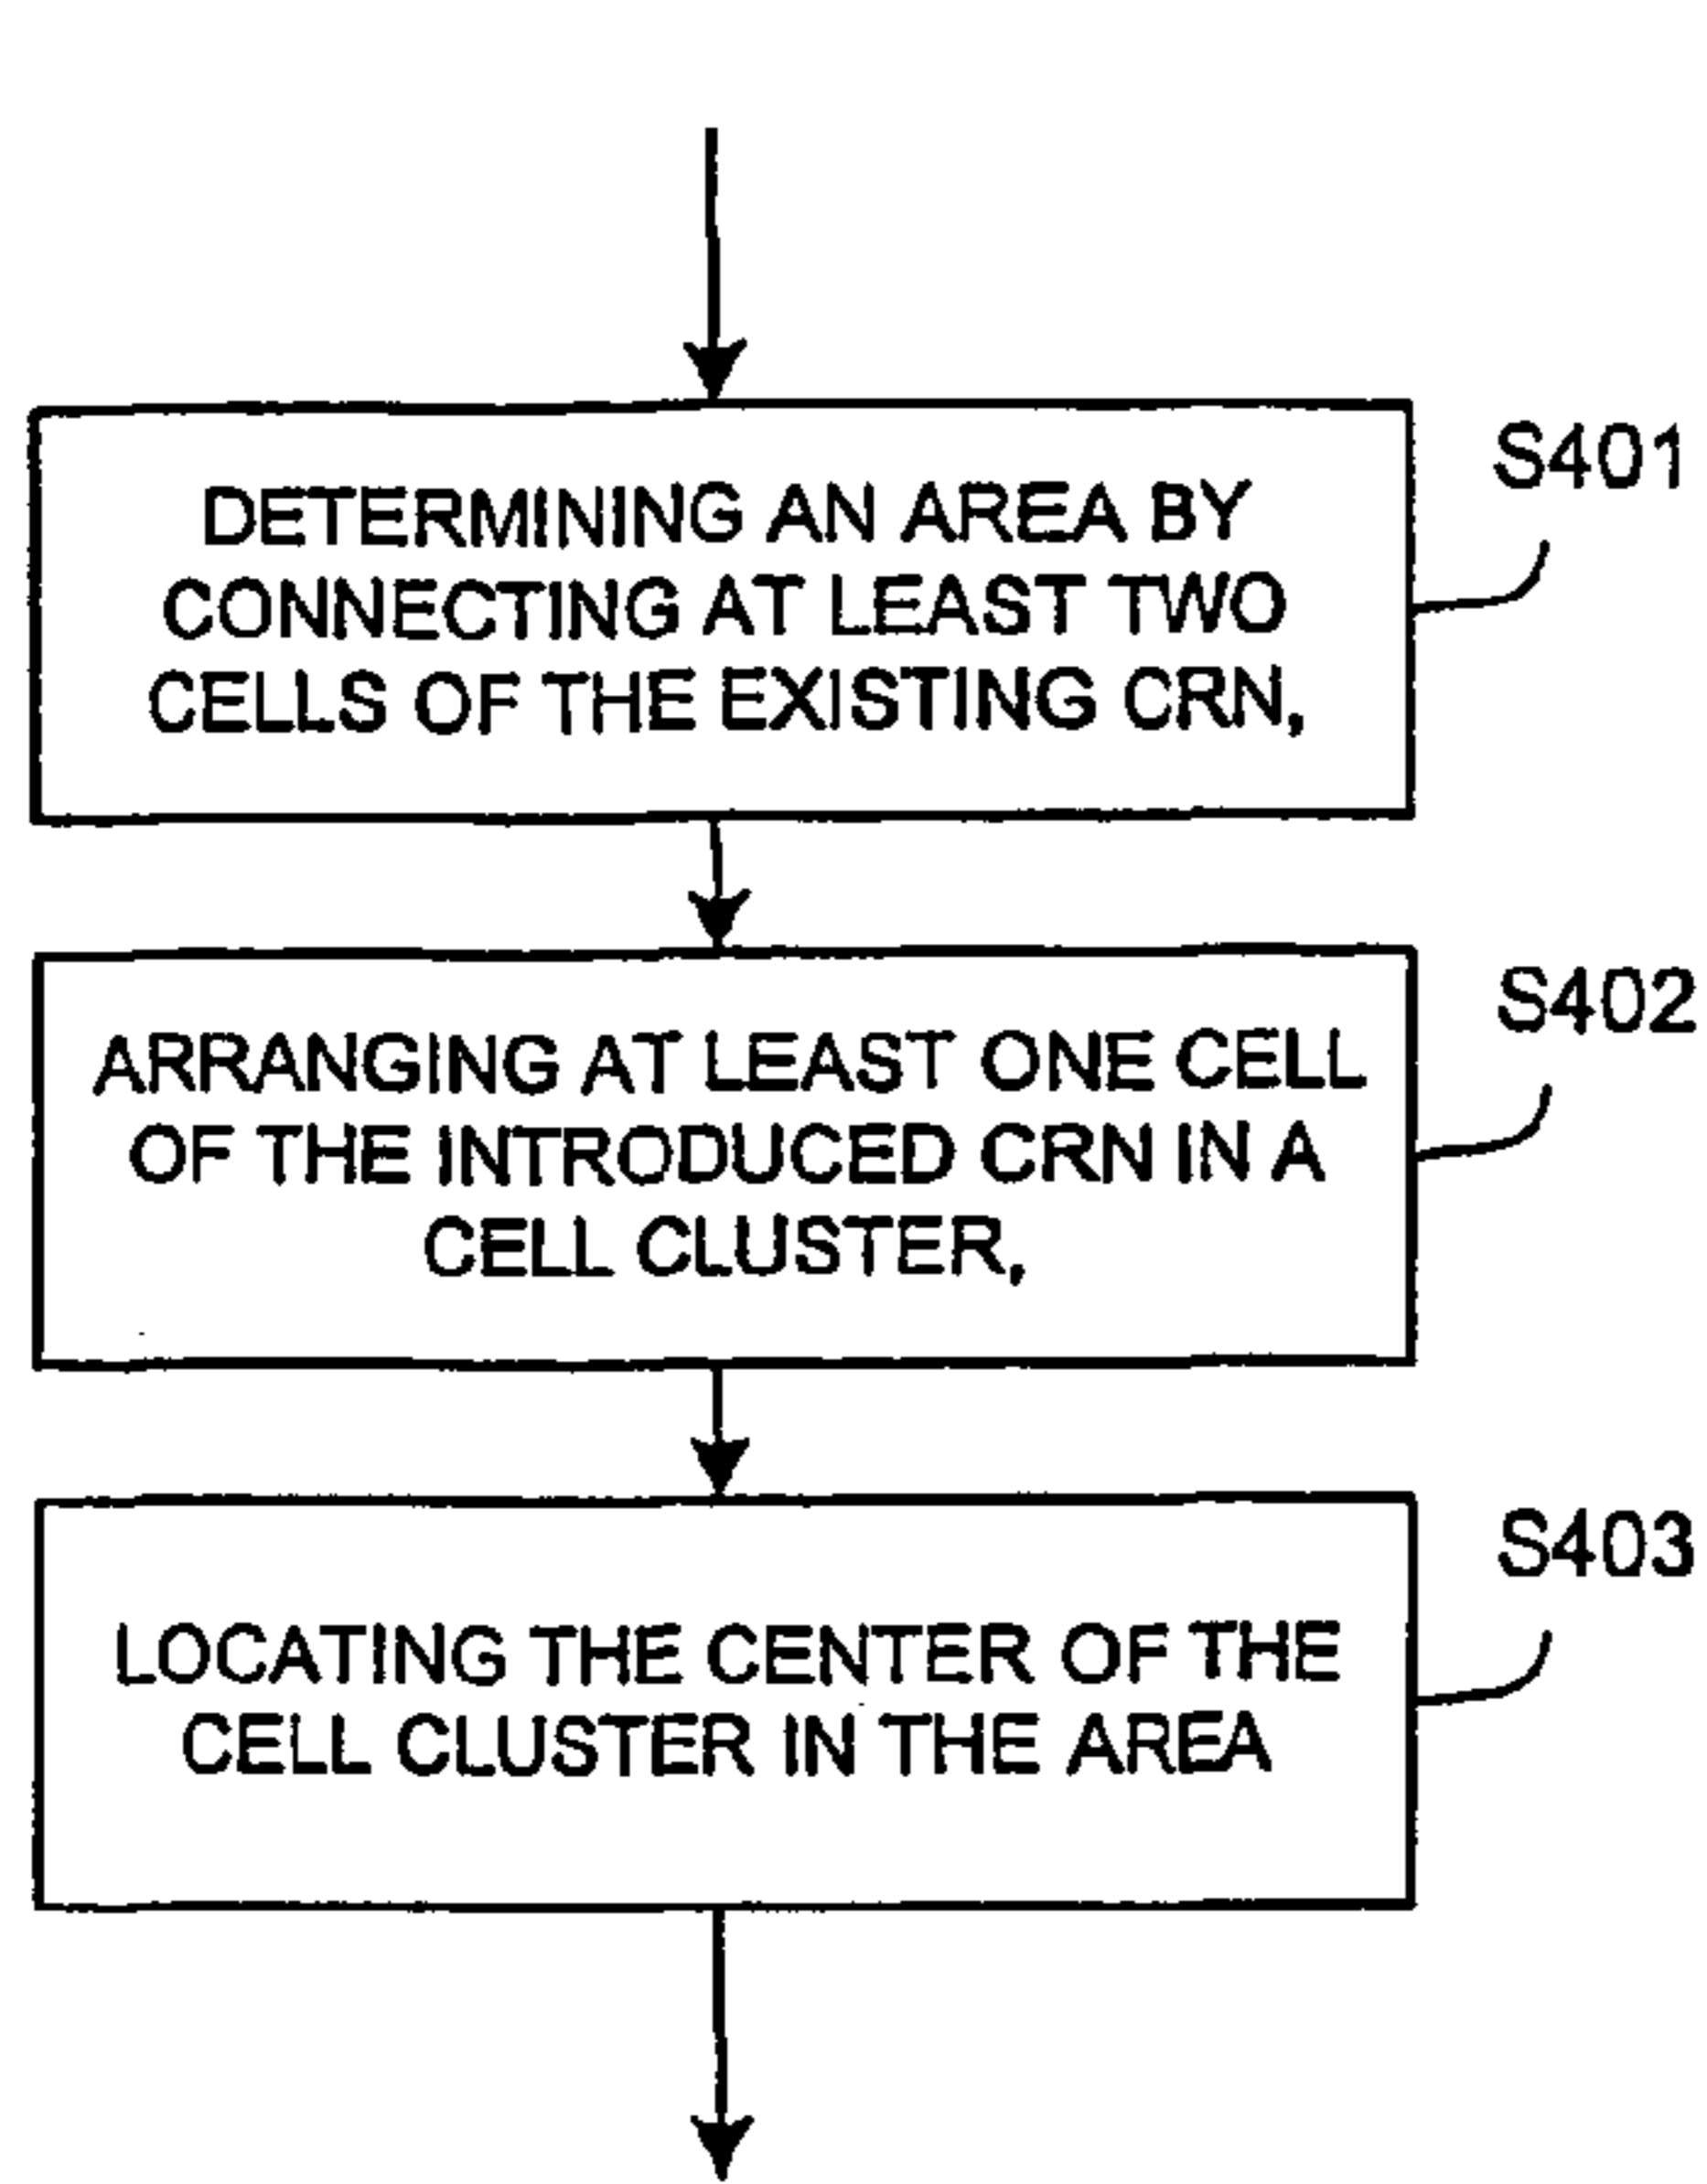 S401
DETERMINING AN AREA BY
CONNECTING AT LEAST TWO
CELLS OF THE EXISTING CRN,
S402
ARRANGING AT LEAST ONE CELL
OF THE INTRODUCED CRN IN A
CELL CLUSTER,
S403
LOCATING THE CENTER OF THE
CELL CLUSTER IN THE AREA